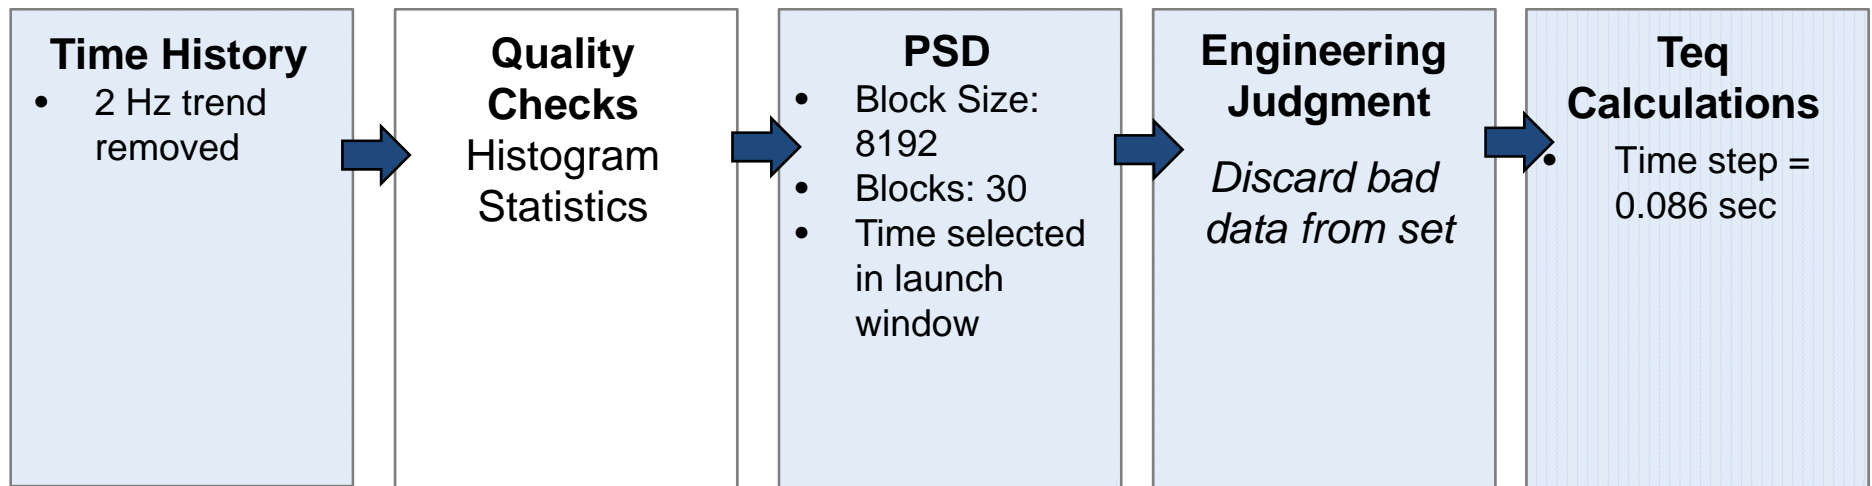 Time History
• 2 Hz trend
removed
Quality
Checks
Histogram
Statistics
PSD
• Block Size:
8192
• Blocks: 30
• Time selected
in launch
window
Engineering
Judgment
Discard bad
data from set
Teq
Calculations
• Time step =
0.086 sec